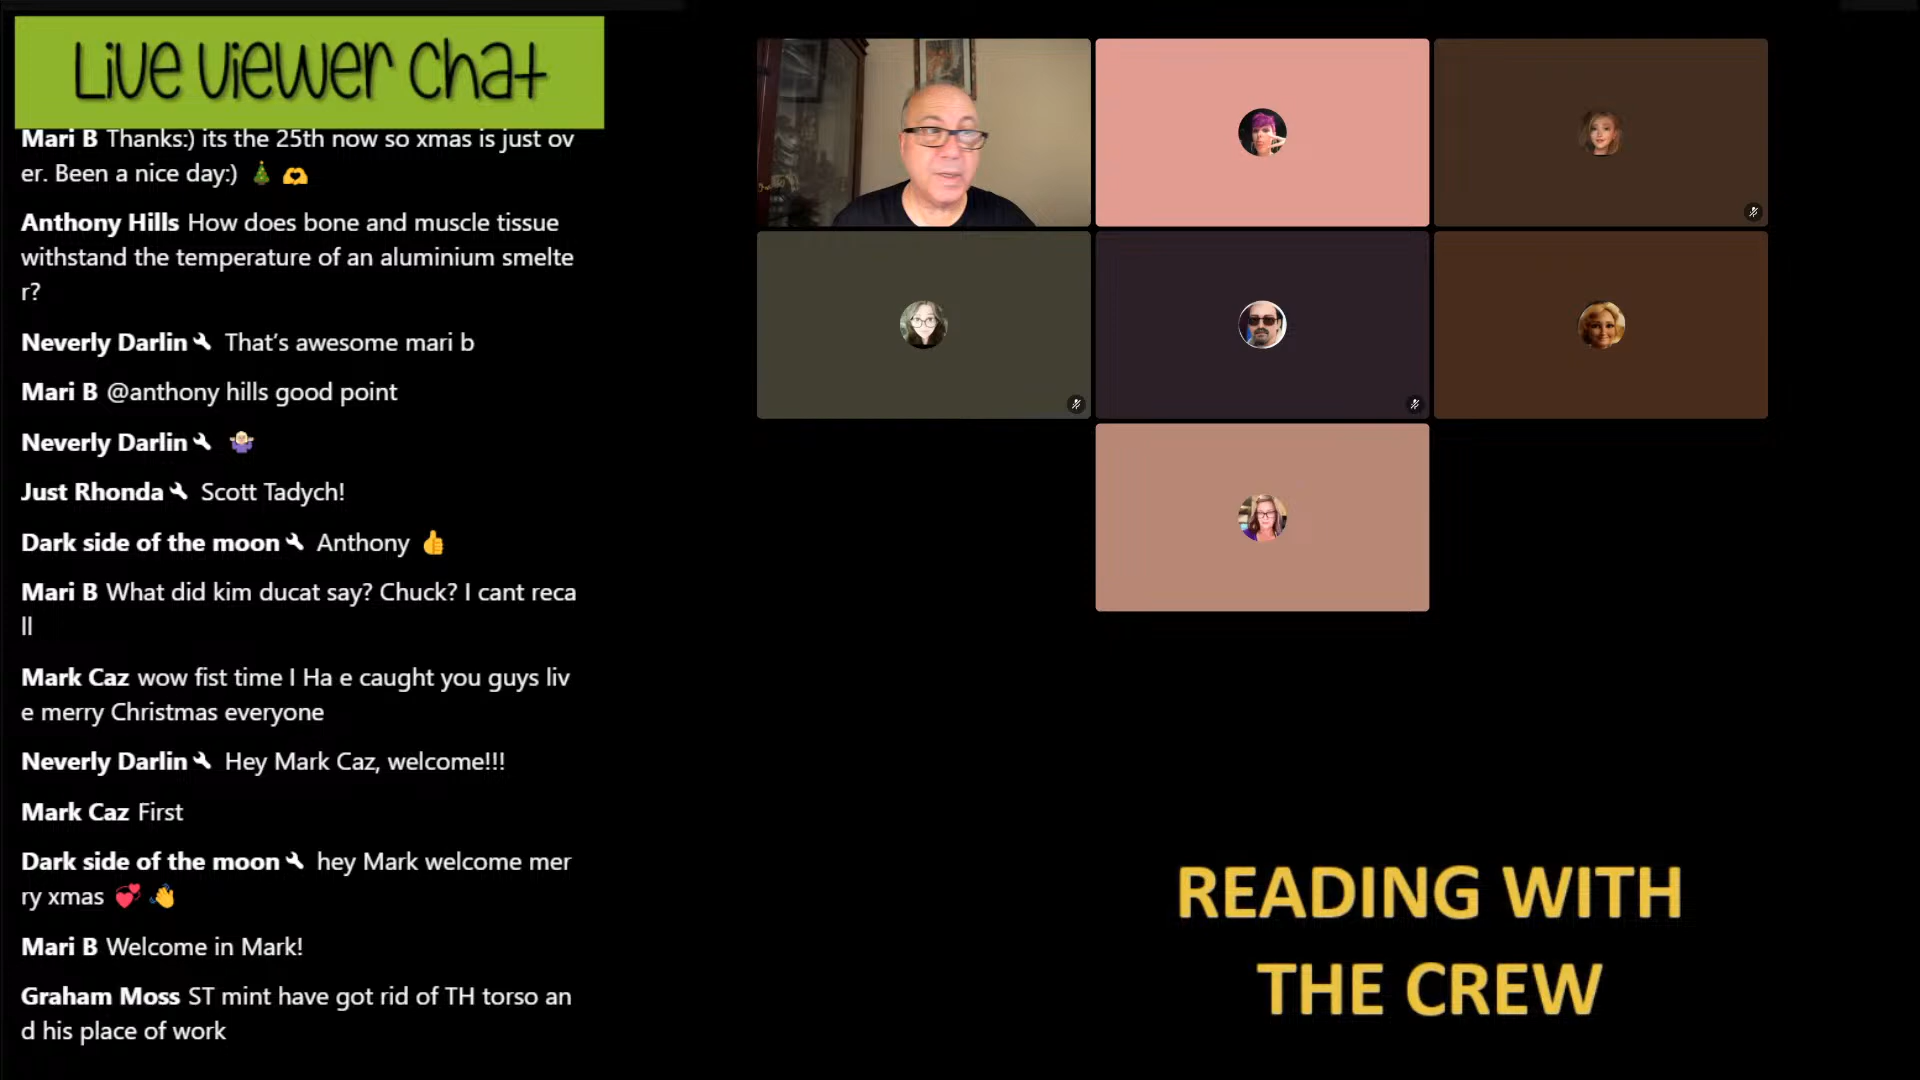 Live Viewer Chat
Mari B Thanks:) its the 25th now so xmas is just ov
er. Been a nice day:) 🎄 🫶
Anthony Hills How does bone and muscle tissue
withstand the temperature of an aluminium smelte
r?
Neverly Darlin That's awesome mari b
Mari B @anthony hills good point
Neverly Darlin 🤷🏼‍♀️
Just Rhonda Scott Tadych!
Dark side of the moon Anthony 👍
Mari B What did kim ducat say? Chuck? I cant reca
ll
Mark Caz wow fist time I Ha e caught you guys liv
e merry Christmas everyone
Neverly Darlin Hey Mark Caz, welcome!!!
Mark Caz First
Dark side of the moon hey Mark welcome mer
ry xmas 💞 👋
Mari B Welcome in Mark!
Graham Moss ST mint have got rid of TH torso an
d his place of work
READING WITH
THE CREW